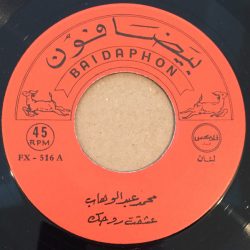 بيضافون
BAIDAPHON
45
RPM
FX - 516 A
لبنان
محمد عبد الوهاب
عشقت روحك